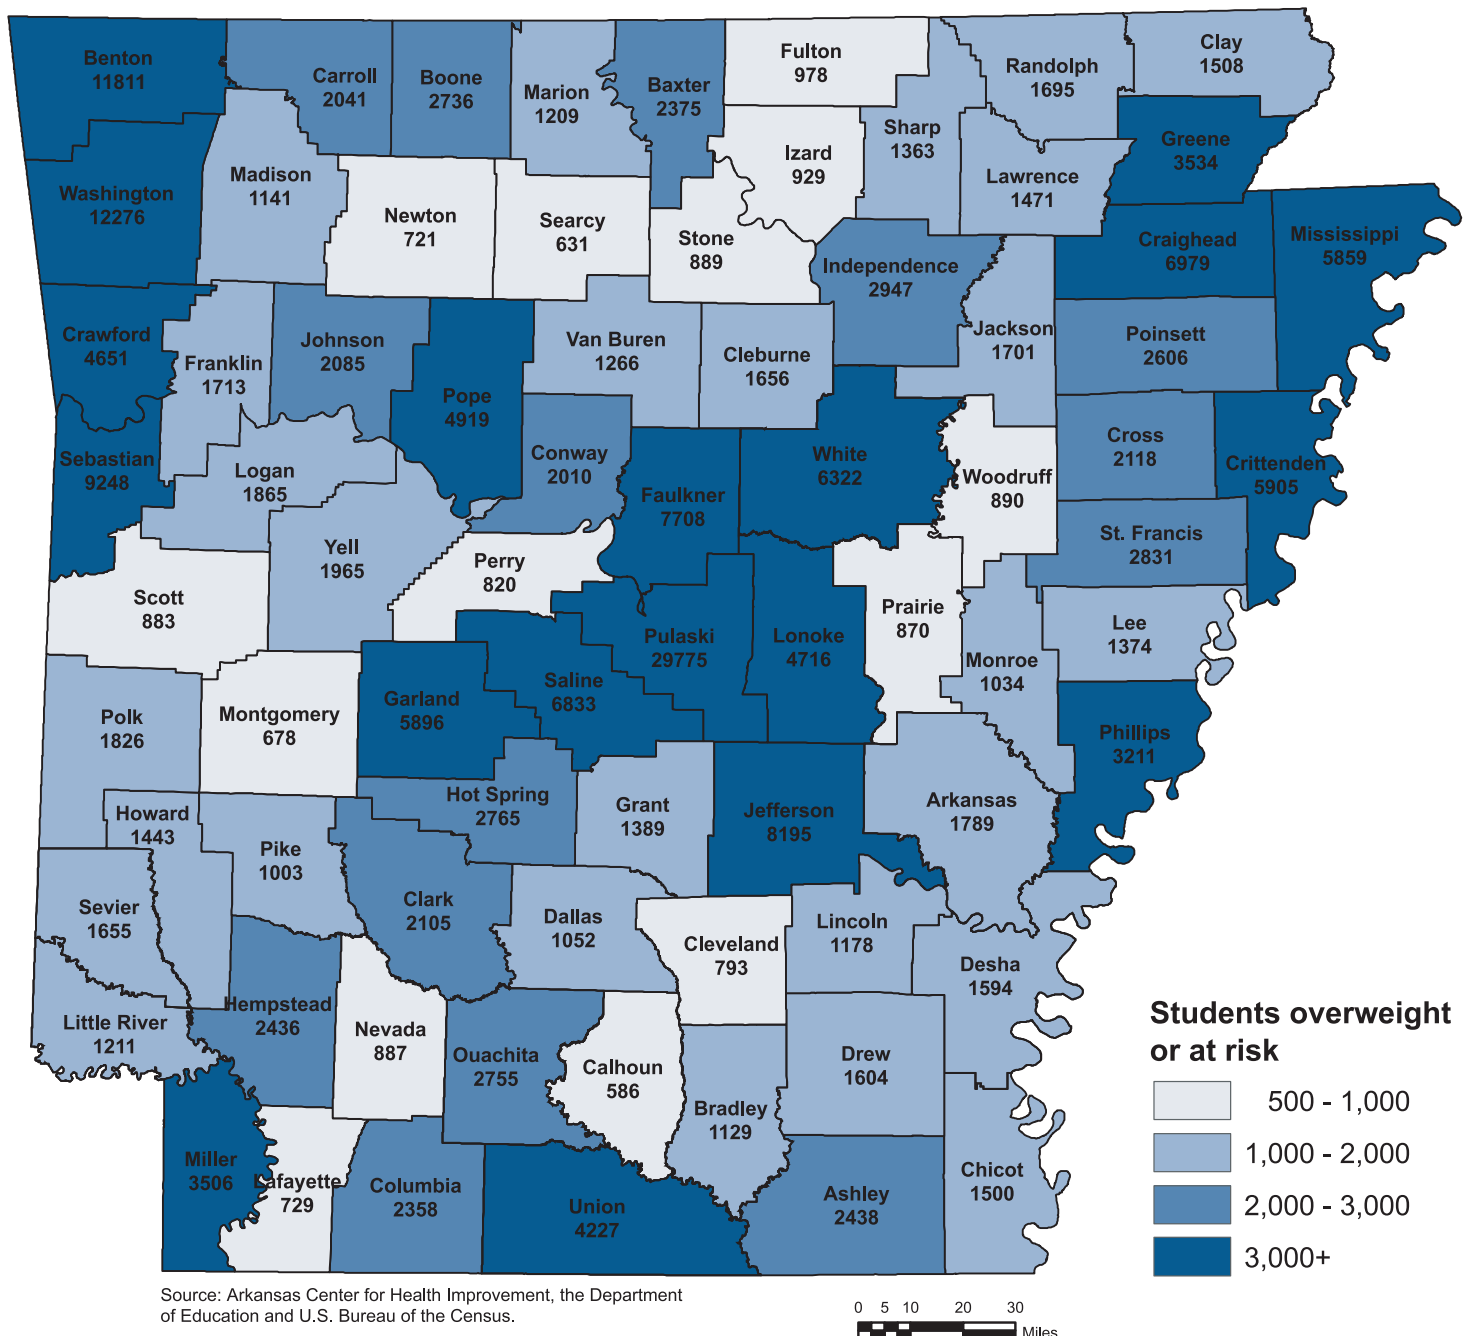 Benton
11811
Carroll
2041
Boone
2736
Marion
1209
Baxter
2375
Fulton
978
Randolph
1695
Clay
1508
Sharp
1363
Greene
3534
Izard
929
Lawrence
1471
Washington
12276
Madison
1141
Newton
721
Searcy
631
Stone
889
Independence
2947
Craighead
6979
Mississippi
5859
Crawford
4651
Franklin
1713
Johnson
2085
Pope
4919
Van Buren
1266
Cleburne
1656
Jackson
1701
Poinsett
2606
Sebastian
9248
Logan
1865
Conway
2010
Faulkner
7708
White
6322
Woodruff
890
Cross
2118
Crittenden
5905
Yell
1965
Perry
820
St. Francis
2831
Scott
883
Pulaski
29775
Lonoke
4716
Prairie
870
Monroe
1034
Lee
1374
Polk
1826
Montgomery
678
Garland
5896
Saline
6833
Phillips
3211
Howard
1443
Pike
1003
Hot Spring
2765
Grant
1389
Jefferson
8195
Arkansas
1789
Sevier
1655
Clark
2105
Dallas
1052
Cleveland
793
Lincoln
1178
Desha
1594
Little River
1211
Hempstead
2436
Nevada
887
Ouachita
2755
Calhoun
586
Bradley
1129
Drew
1604
Miller
3506
Lafayette
729
Columbia
2358
Union
4227
Ashley
2438
Chicot
1500
Students overweight
or at risk
500 - 1,000
1,000 - 2,000
2,000 - 3,000
3,000+
Source: Arkansas Center for Health Improvement, the Department
of Education and U.S. Bureau of the Census.
0 5 10 20 30
Miles